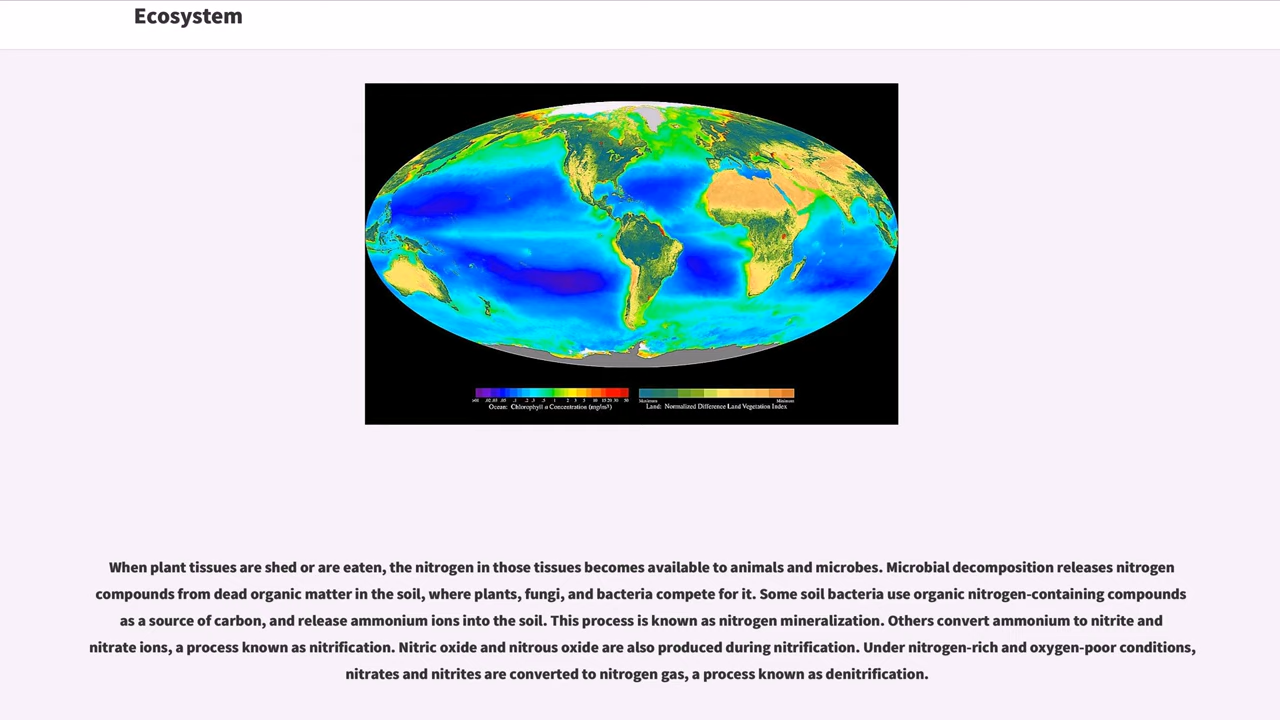 Ecosystem
Maximum
Minimum
Ocean: Chlorophyll a Concentration (mg/m³)
Land: Normalized Difference Land Vegetation Index
When plant tissues are shed or are eaten, the nitrogen in those tissues becomes available to animals and microbes. Microbial decomposition releases nitrogen
compounds from dead organic matter in the soil, where plants, fungi, and bacteria compete for it. Some soil bacteria use organic nitrogen-containing compounds
as a source of carbon, and release ammonium ions into the soil. This process is known as nitrogen mineralization. Others convert ammonium to nitrite and
nitrate ions, a process known as nitrification. Nitric oxide and nitrous oxide are also produced during nitrification. Under nitrogen-rich and oxygen-poor conditions,
nitrates and nitrites are converted to nitrogen gas, a process known as denitrification.